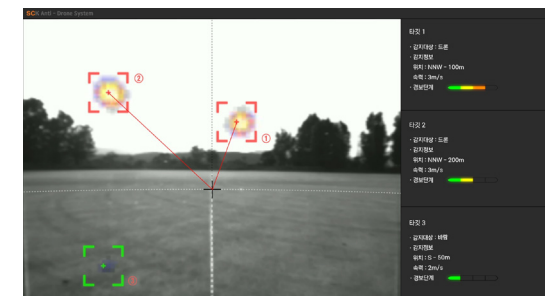 SCX Anti - Drone System
②
①
③
타깃 1
· 감지대상 : 드론
· 감지정보
위치 : NNW - 100m
속력 : 3m/s
· 경보단계
타깃 2
· 감지대상 : 드론
· 감지정보
위치 : NNW - 200m
속력 : 3m/s
· 경보단계
타깃 3
· 감지대상 : 바람
· 감지정보
위치 : S - 50m
속력 : 2m/s
· 경보단계